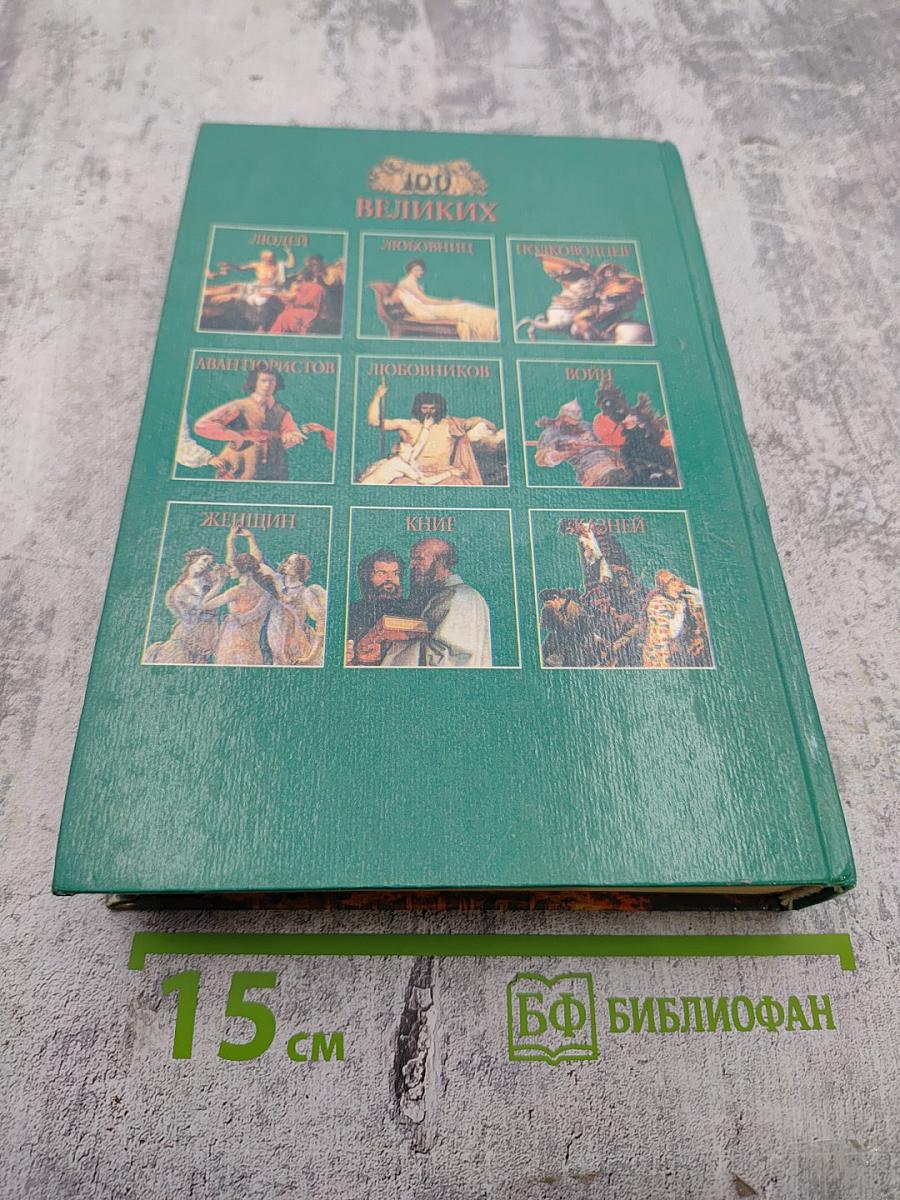 100
ВЕЛИКИХ
ЛЮДЕЙ ЛЮБОВНИЦ ПОЛКОВОДЦЕВ
АВАНТЮРИСТОВ ЛЮБОВНИКОВ ВОЙН
ЖЕНЩИН КНИГ КАЗНЕЙ
15 см
БФ БИБЛИОФАН